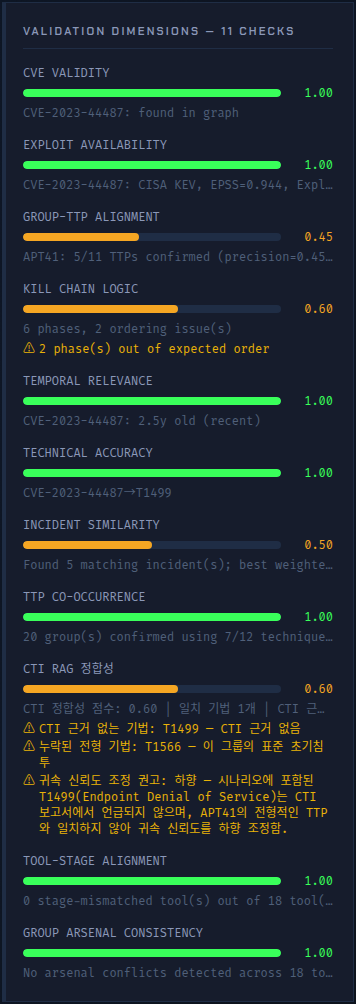 VALIDATION DIMENSIONS — 11 CHECKS
CVE VALIDITY
1.00
CVE-2023-44487: found in graph
EXPLOIT AVAILABILITY
1.00
CVE-2023-44487: CISA KEV, EPSS=0.944, Expl…
GROUP-TTP ALIGNMENT
0.45
APT41: 5/11 TTPs confirmed (precision=0.45…
KILL CHAIN LOGIC
0.60
6 phases, 2 ordering issue(s)
⚠ 2 phase(s) out of expected order
TEMPORAL RELEVANCE
1.00
CVE-2023-44487: 2.5y old (recent)
TECHNICAL ACCURACY
1.00
CVE-2023-44487→T1499
INCIDENT SIMILARITY
0.50
Found 5 matching incident(s); best weighte…
TTP CO-OCCURRENCE
1.00
20 group(s) confirmed using 7/12 technique…
CTI RAG 정합성
0.60
CTI 정합성 점수: 0.60 | 일치 기법 1개 | CTI 근…
⚠ CTI 근거 없는 기법: T1499 — CTI 근거 없음
⚠ 누락된 전형 기법: T1566 — 이 그룹의 표준 초기침
투
⚠ 귀속 신뢰도 조정 권고: 하향 — 시나리오에 포함된
T1499(Endpoint Denial of Service)는 CTI
보고서에서 언급되지 않으며, APT41의 전형적인 TTP
와 일치하지 않아 귀속 신뢰도를 하향 조정함.
TOOL-STAGE ALIGNMENT
1.00
0 stage-mismatched tool(s) out of 18 tool(…
GROUP ARSENAL CONSISTENCY
1.00
No arsenal conflicts detected across 18 to…